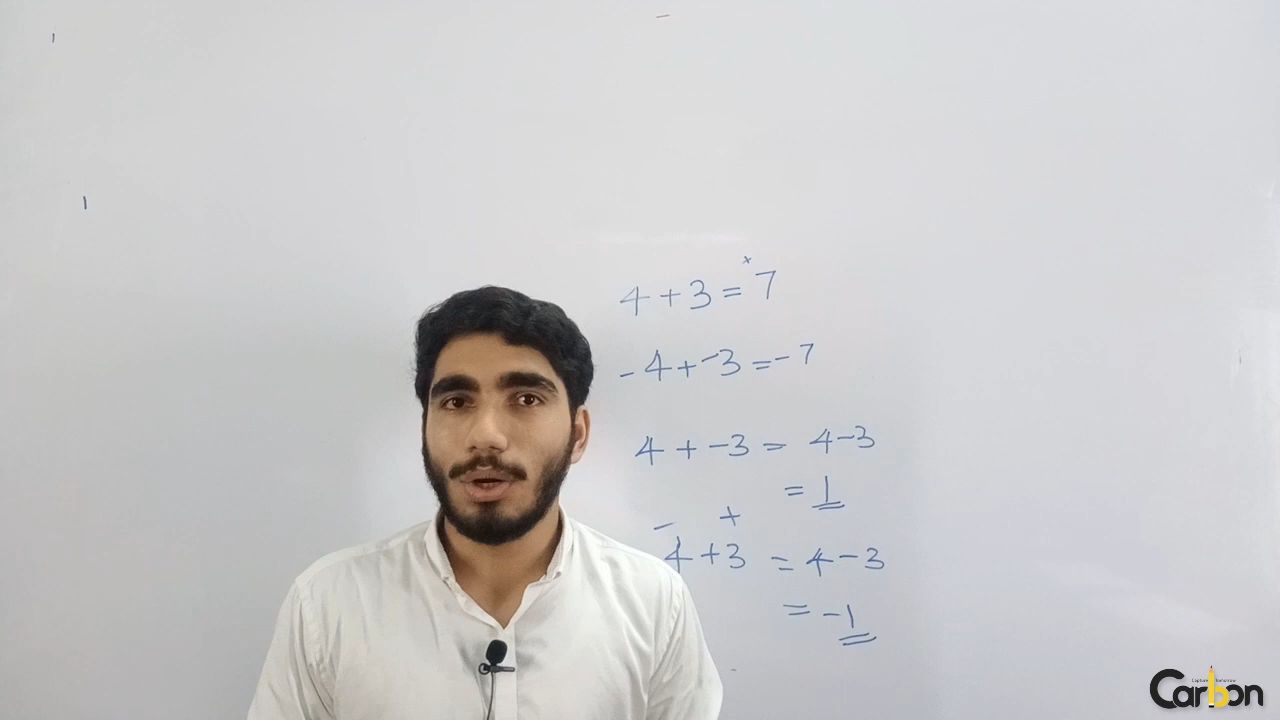 +
4 + 3 = 7
- 4 + - 3 = - 7
4 + - 3 = 4 - 3
= 1
- +
4 + 3 = 4 - 3
= - 1
Carbon